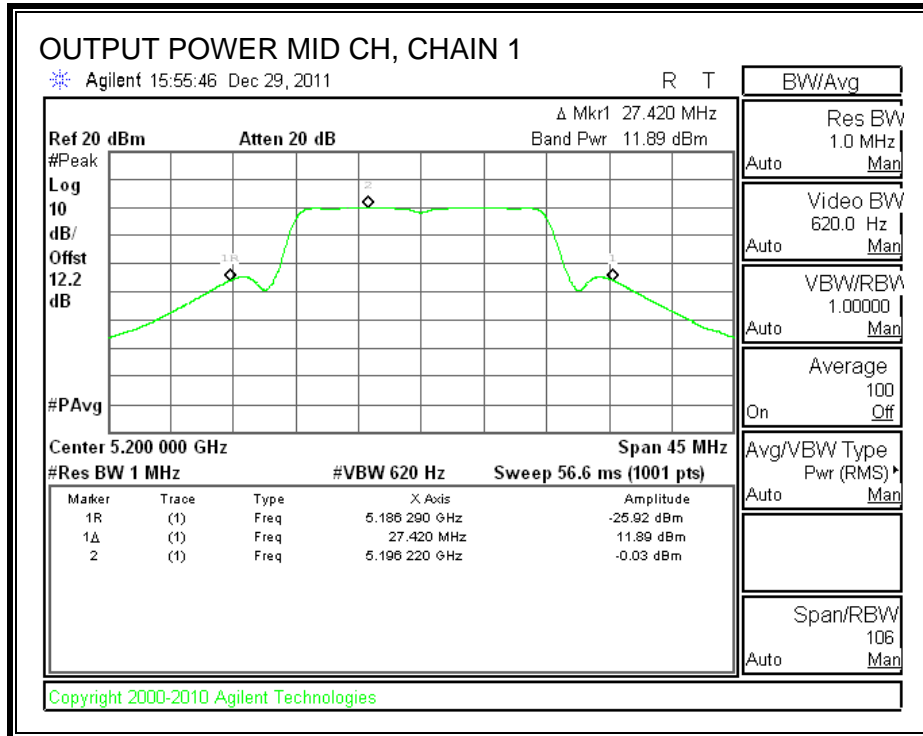 OUTPUT POWER MID CH, CHAIN 1
Agilent 15:55:46 Dec 29, 2011 R T
Δ Mkr1 27.420 MHz
Ref 20 dBm Atten 20 dB Band Pwr 11.89 dBm
#Peak
Log
10
dB/
Offst
12.2
dB
#PAvg
2
1R
1
Center 5.200 000 GHz Span 45 MHz
#Res BW 1 MHz #VBW 620 Hz Sweep 56.6 ms (1001 pts)
Marker Trace Type X Axis Amplitude
1R (1) Freq 5.186 290 GHz -25.92 dBm
1Δ (1) Freq 27.420 MHz 11.89 dBm
2 (1) Freq 5.196 220 GHz -0.03 dBm
BW/Avg
Res BW
1.0 MHz
Auto Man
Video BW
620.0 Hz
Auto Man
VBW/RBW
1.00000
Auto Man
Average
100
On Off
Avg/VBW Type
Pwr (RMS)
Auto Man
Span/RBW
106
Auto Man
Copyright 2000-2010 Agilent Technologies